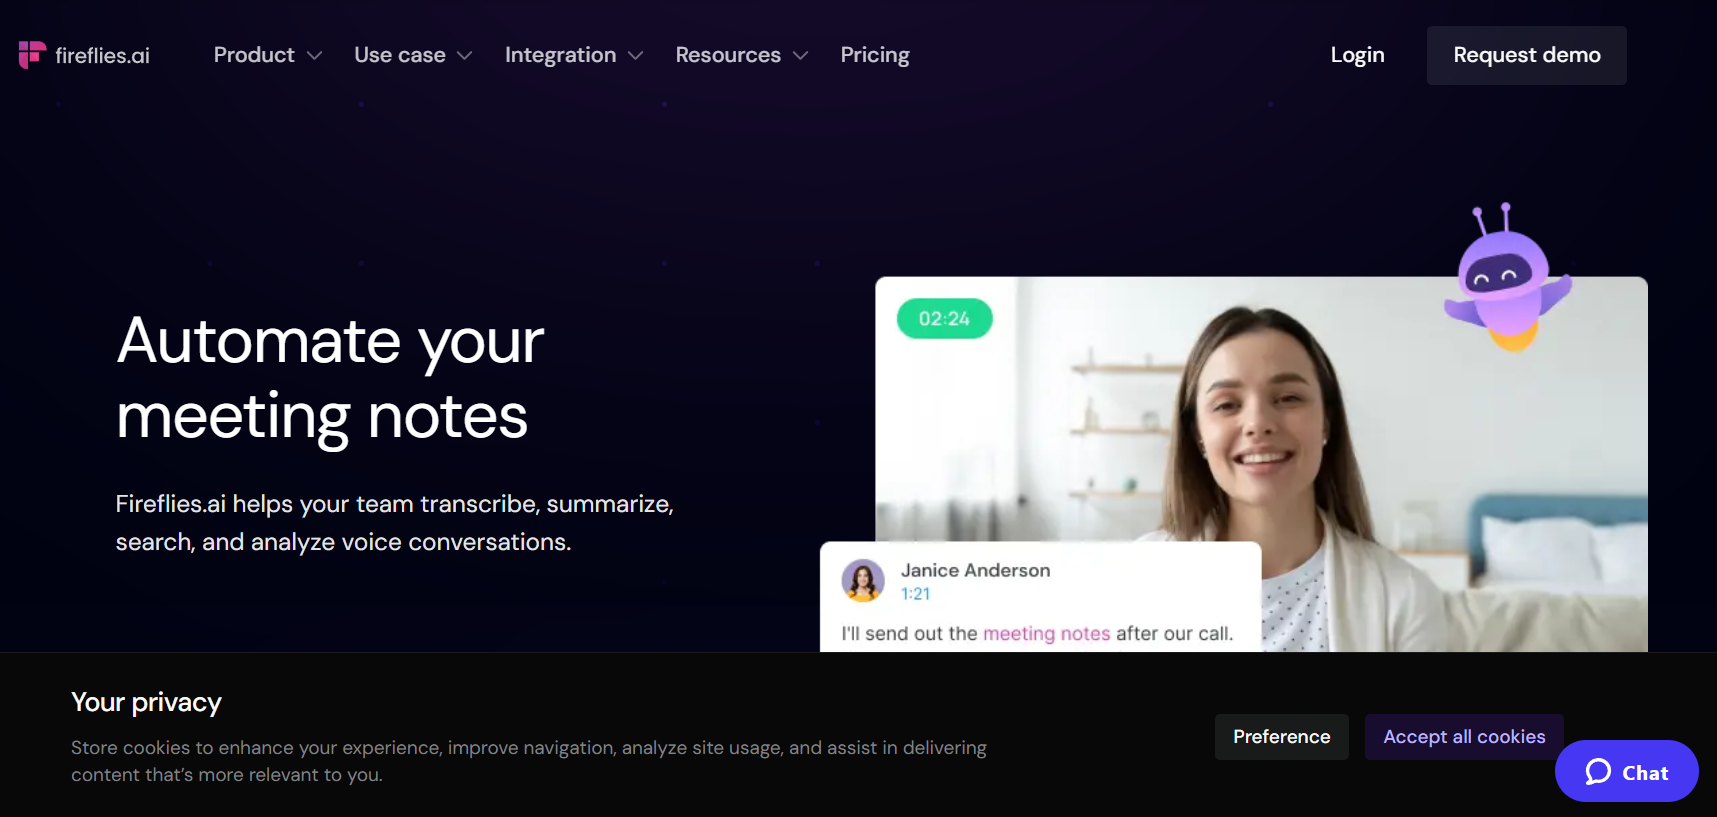 fireflies.ai
Product
Use case
Integration
Resources
Pricing
Login
Request demo
Automate your
meeting notes
Fireflies.ai helps your team transcribe, summarize,
search, and analyze voice conversations.
02:24
Janice Anderson
1:21
I'll send out the meeting notes after our call.
Your privacy
Store cookies to enhance your experience, improve navigation, analyze site usage, and assist in delivering
content that’s more relevant to you.
Preference
Accept all cookies
Chat